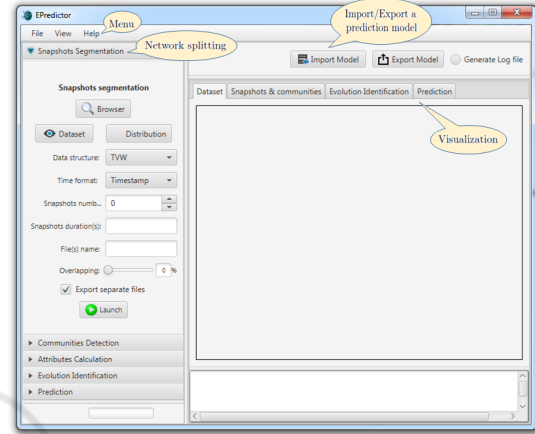 EPredictor
Menu
Import/Export a
prediction model
File View Help
Snapshots Segmentation
Network splitting
Import Model Export Model Generate Log file
Snapshots segmentation
Browser
Dataset Distribution
Data structure: TVW
Time format: Timestamp
Snapshots numb... 0
Snapshots duration(s):
File(s) name:
Overlapping: 0 %
Export separate files
Launch
Communities Detection
Attributes Calculation
Evolution Identification
Prediction
Dataset Snapshots & communities Evolution Identification Prediction
Visualization